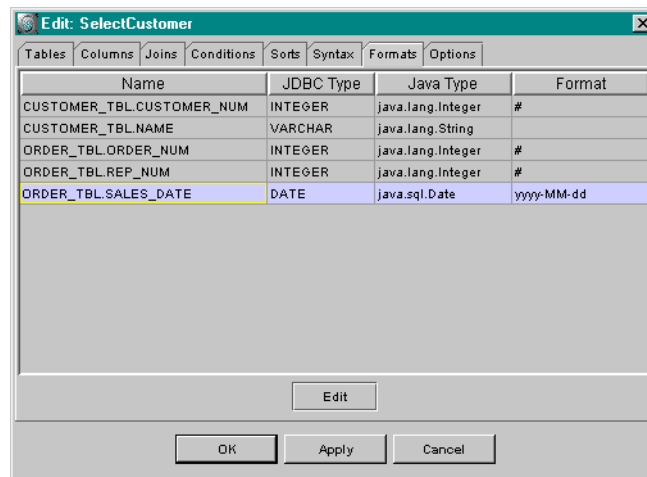 Edit: SelectCustomer
Tables Columns Joins Conditions Sorts Syntax Formats Options
Name JDBC Type Java Type Format
CUSTOMER_TBL.CUSTOMER_NUM INTEGER java.lang.Integer #
CUSTOMER_TBL.NAME VARCHAR java.lang.String
ORDER_TBL.ORDER_NUM INTEGER java.lang.Integer #
ORDER_TBL.REP_NUM INTEGER java.lang.Integer #
ORDER_TBL.SALES_DATE DATE java.sql.Date yyyy-MM-dd
Edit
OK Apply Cancel